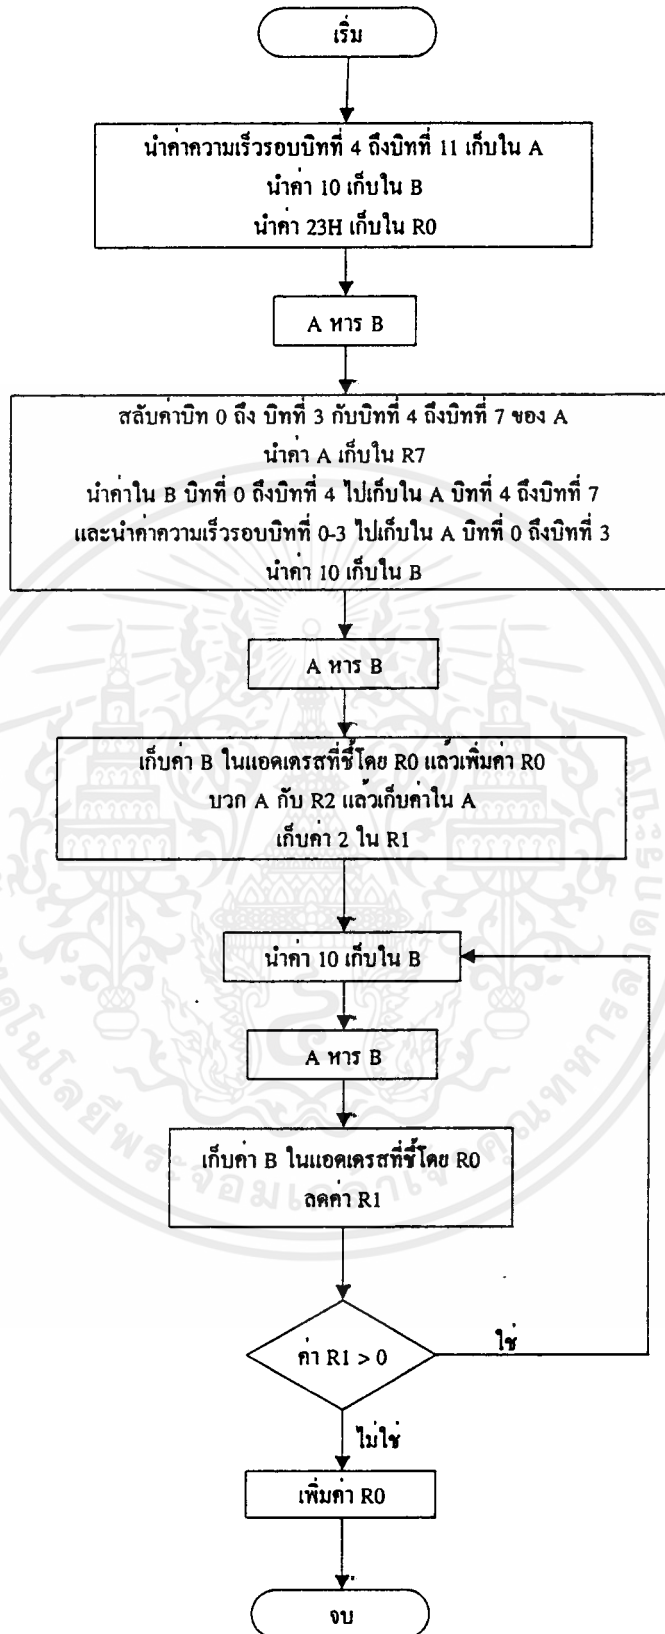 เริ่ม
นำค่าความเร็วรอบบิทที่ 4 ถึงบิทที่ 11 เก็บใน A
นำค่า 10 เก็บใน B
นำค่า 23H เก็บใน R0
A หาร B
สลับค่าบิท 0 ถึง บิทที่ 3 กับบิทที่ 4 ถึงบิทที่ 7 ของ A
นำค่า A เก็บใน R7
นำค่าใน B บิทที่ 0 ถึงบิทที่ 4 ไปเก็บใน A บิทที่ 4 ถึงบิทที่ 7
และนำค่าความเร็วรอบบิทที่ 0-3 ไปเก็บใน A บิทที่ 0 ถึงบิทที่ 3
นำค่า 10 เก็บใน B
A หาร B
เก็บค่า B ในแอดเดรสที่ชี้โดย R0 แล้วเพิ่มค่า R0
บวก A กับ R2 แล้วเก็บค่าใน A
เก็บค่า 2 ใน R1
นำค่า 10 เก็บใน B
A หาร B
เก็บค่า B ในแอดเดรสที่ชี้โดย R0
ลดค่า R1
ค่า R1 > 0
ใช่
ไม่ใช่
เพิ่มค่า R0
จบ